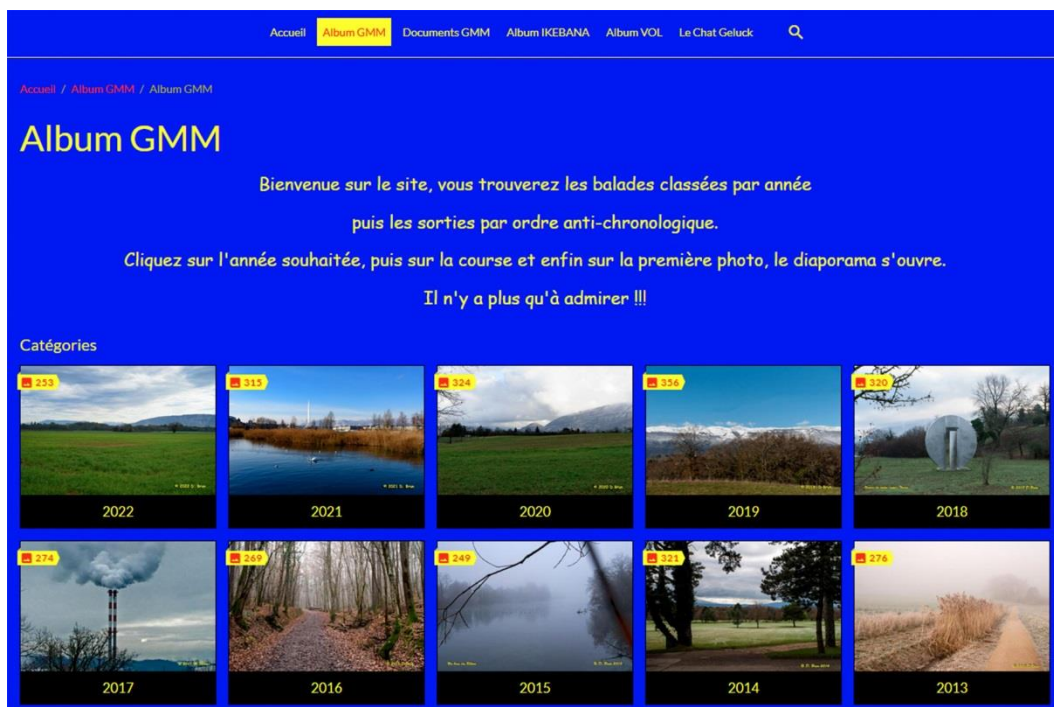 Accueil Album GMM Documents GMM Album IKEBANA Album VOL Le Chat Geluck
Accueil / Album GMM / Album GMM
Album GMM
Bienvenue sur le site, vous trouverez les balades classées par année
puis les sorties par ordre anti-chronologique.
Cliquez sur l'année souhaitée, puis sur la course et enfin sur la première photo, le diaporama s'ouvre.
Il n'y a plus qu'à admirer !!!
Catégories
253 315 324 356 320
2022 2021 2020 2019 2018
274 269 249 321 276
2017 2016 2015 2014 2013